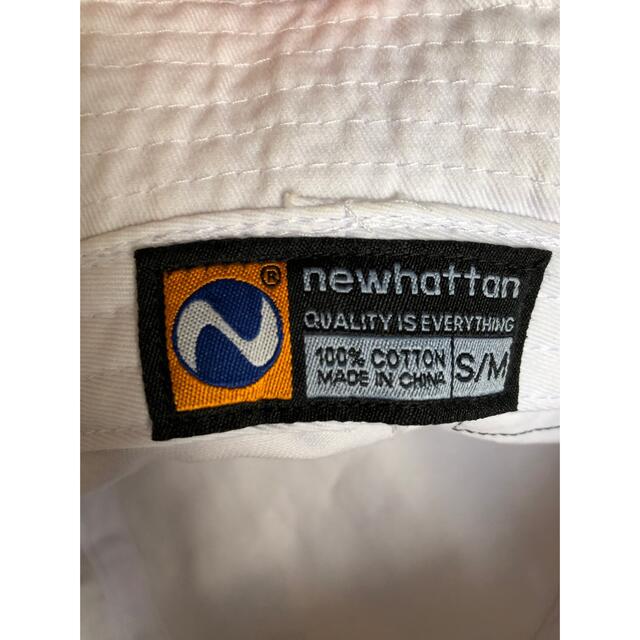 ®
newhattan
QUALITY IS EVERYTHING
100% COTTON
MADE IN CHINA
S/M